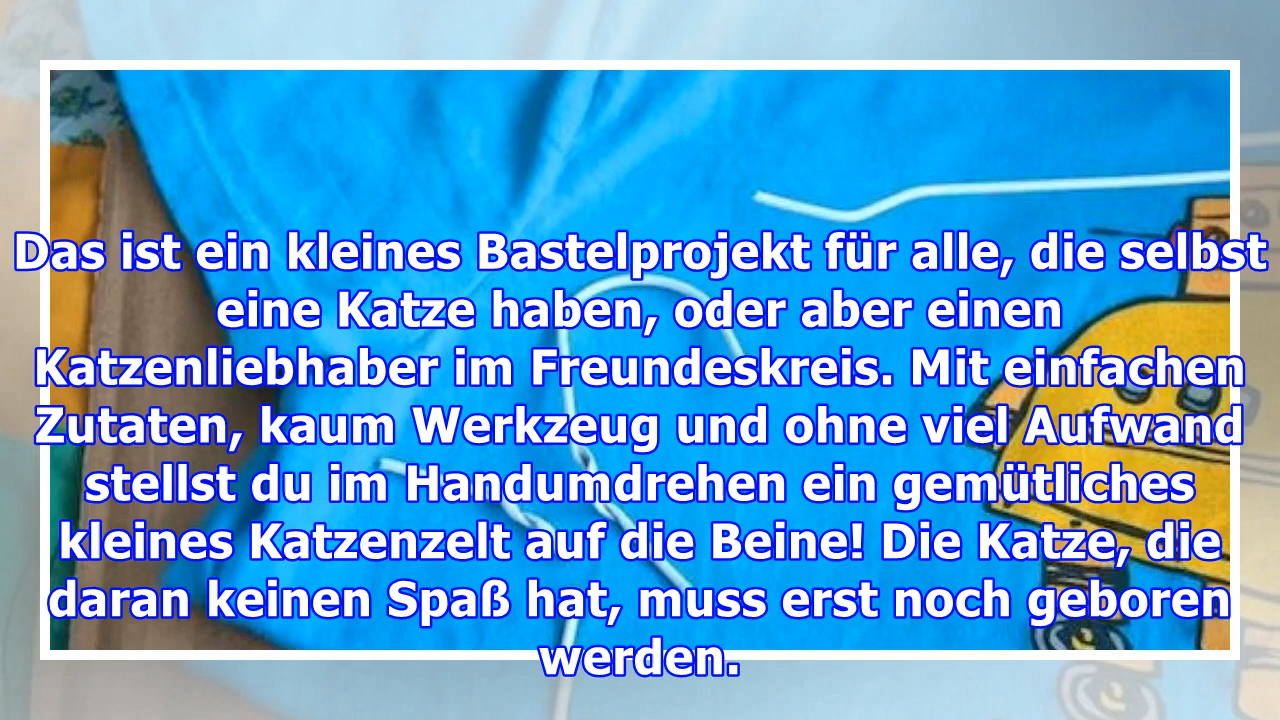 Das ist ein kleines Bastelprojekt für alle, die selbst
eine Katze haben, oder aber einen
Katzenliebhaber im Freundeskreis. Mit einfachen
Zutaten, kaum Werkzeug und ohne viel Aufwand
stellst du im Handumdrehen ein gemütliches
kleines Katzenzelt auf die Beine! Die Katze, die
daran keinen Spaß hat, muss erst noch geboren
werden.